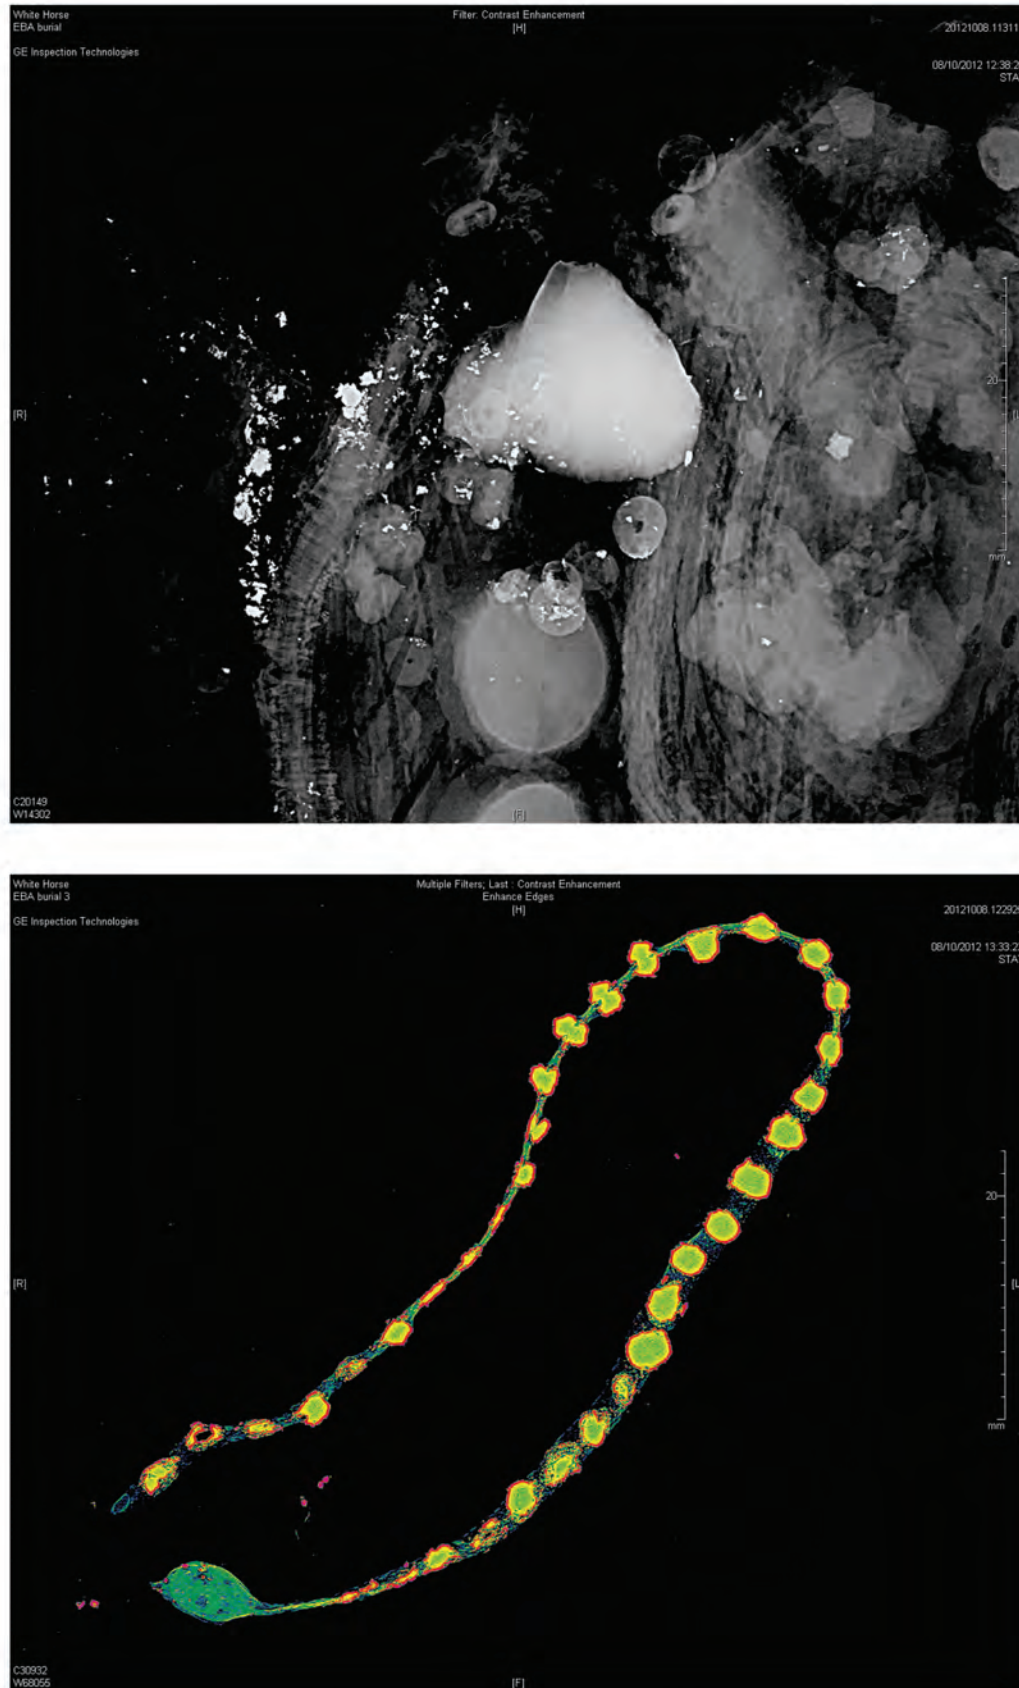 White Horse
EBA burial
GE Inspection Technologies
Filter: Contrast Enhancement
[H]
20121008.11311
08/10/2012 12:38:2
STA
[R]
20
[L
mm
C20149
W14302
[F]
White Horse
EBA burial 3
GE Inspection Technologies
Multiple Filters; Last : Contrast Enhancement
Enhance Edges
[H]
20121008.122929
08/10/2012 13:33:22
STA
[R]
20
[L
mm
C30932
W68055
[F]